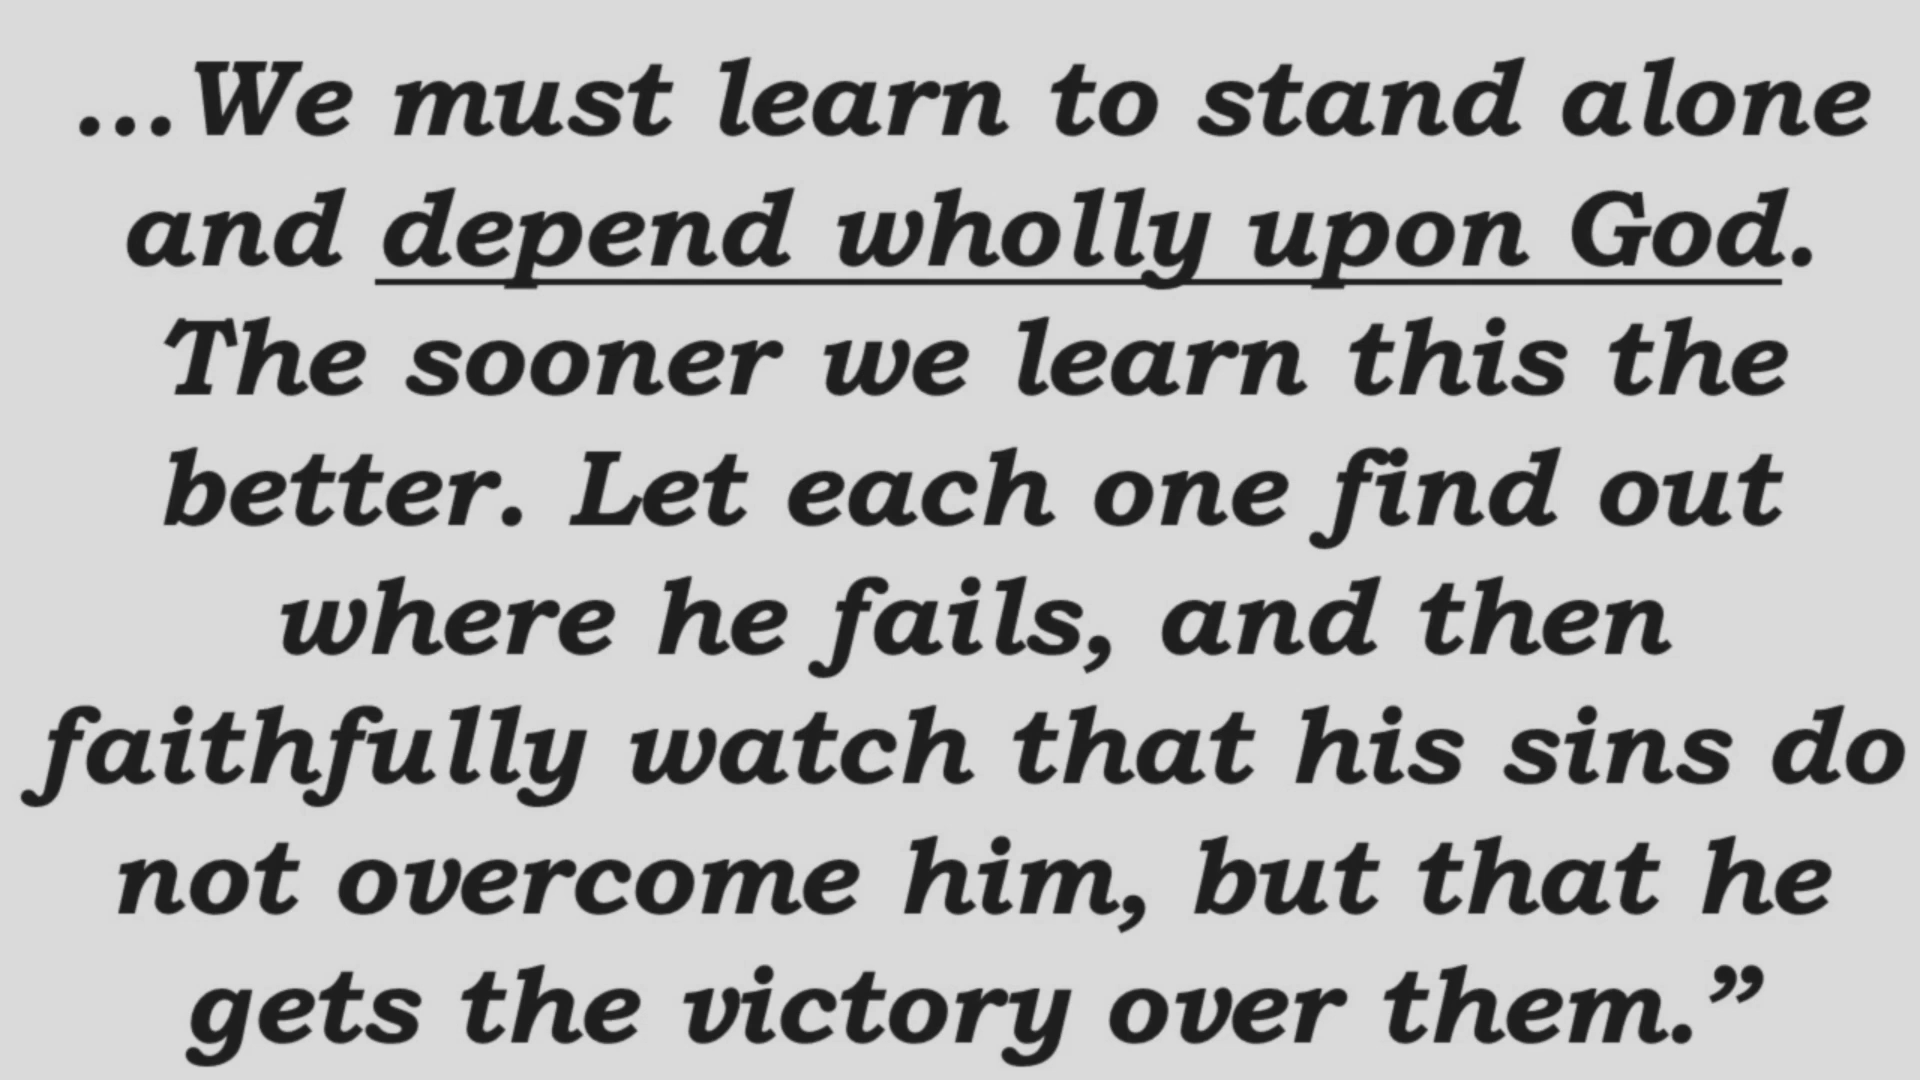 ...We must learn to stand alone
and depend wholly upon God.
The sooner we learn this the
better. Let each one find out
where he fails, and then
faithfully watch that his sins do
not overcome him, but that he
gets the victory over them.”